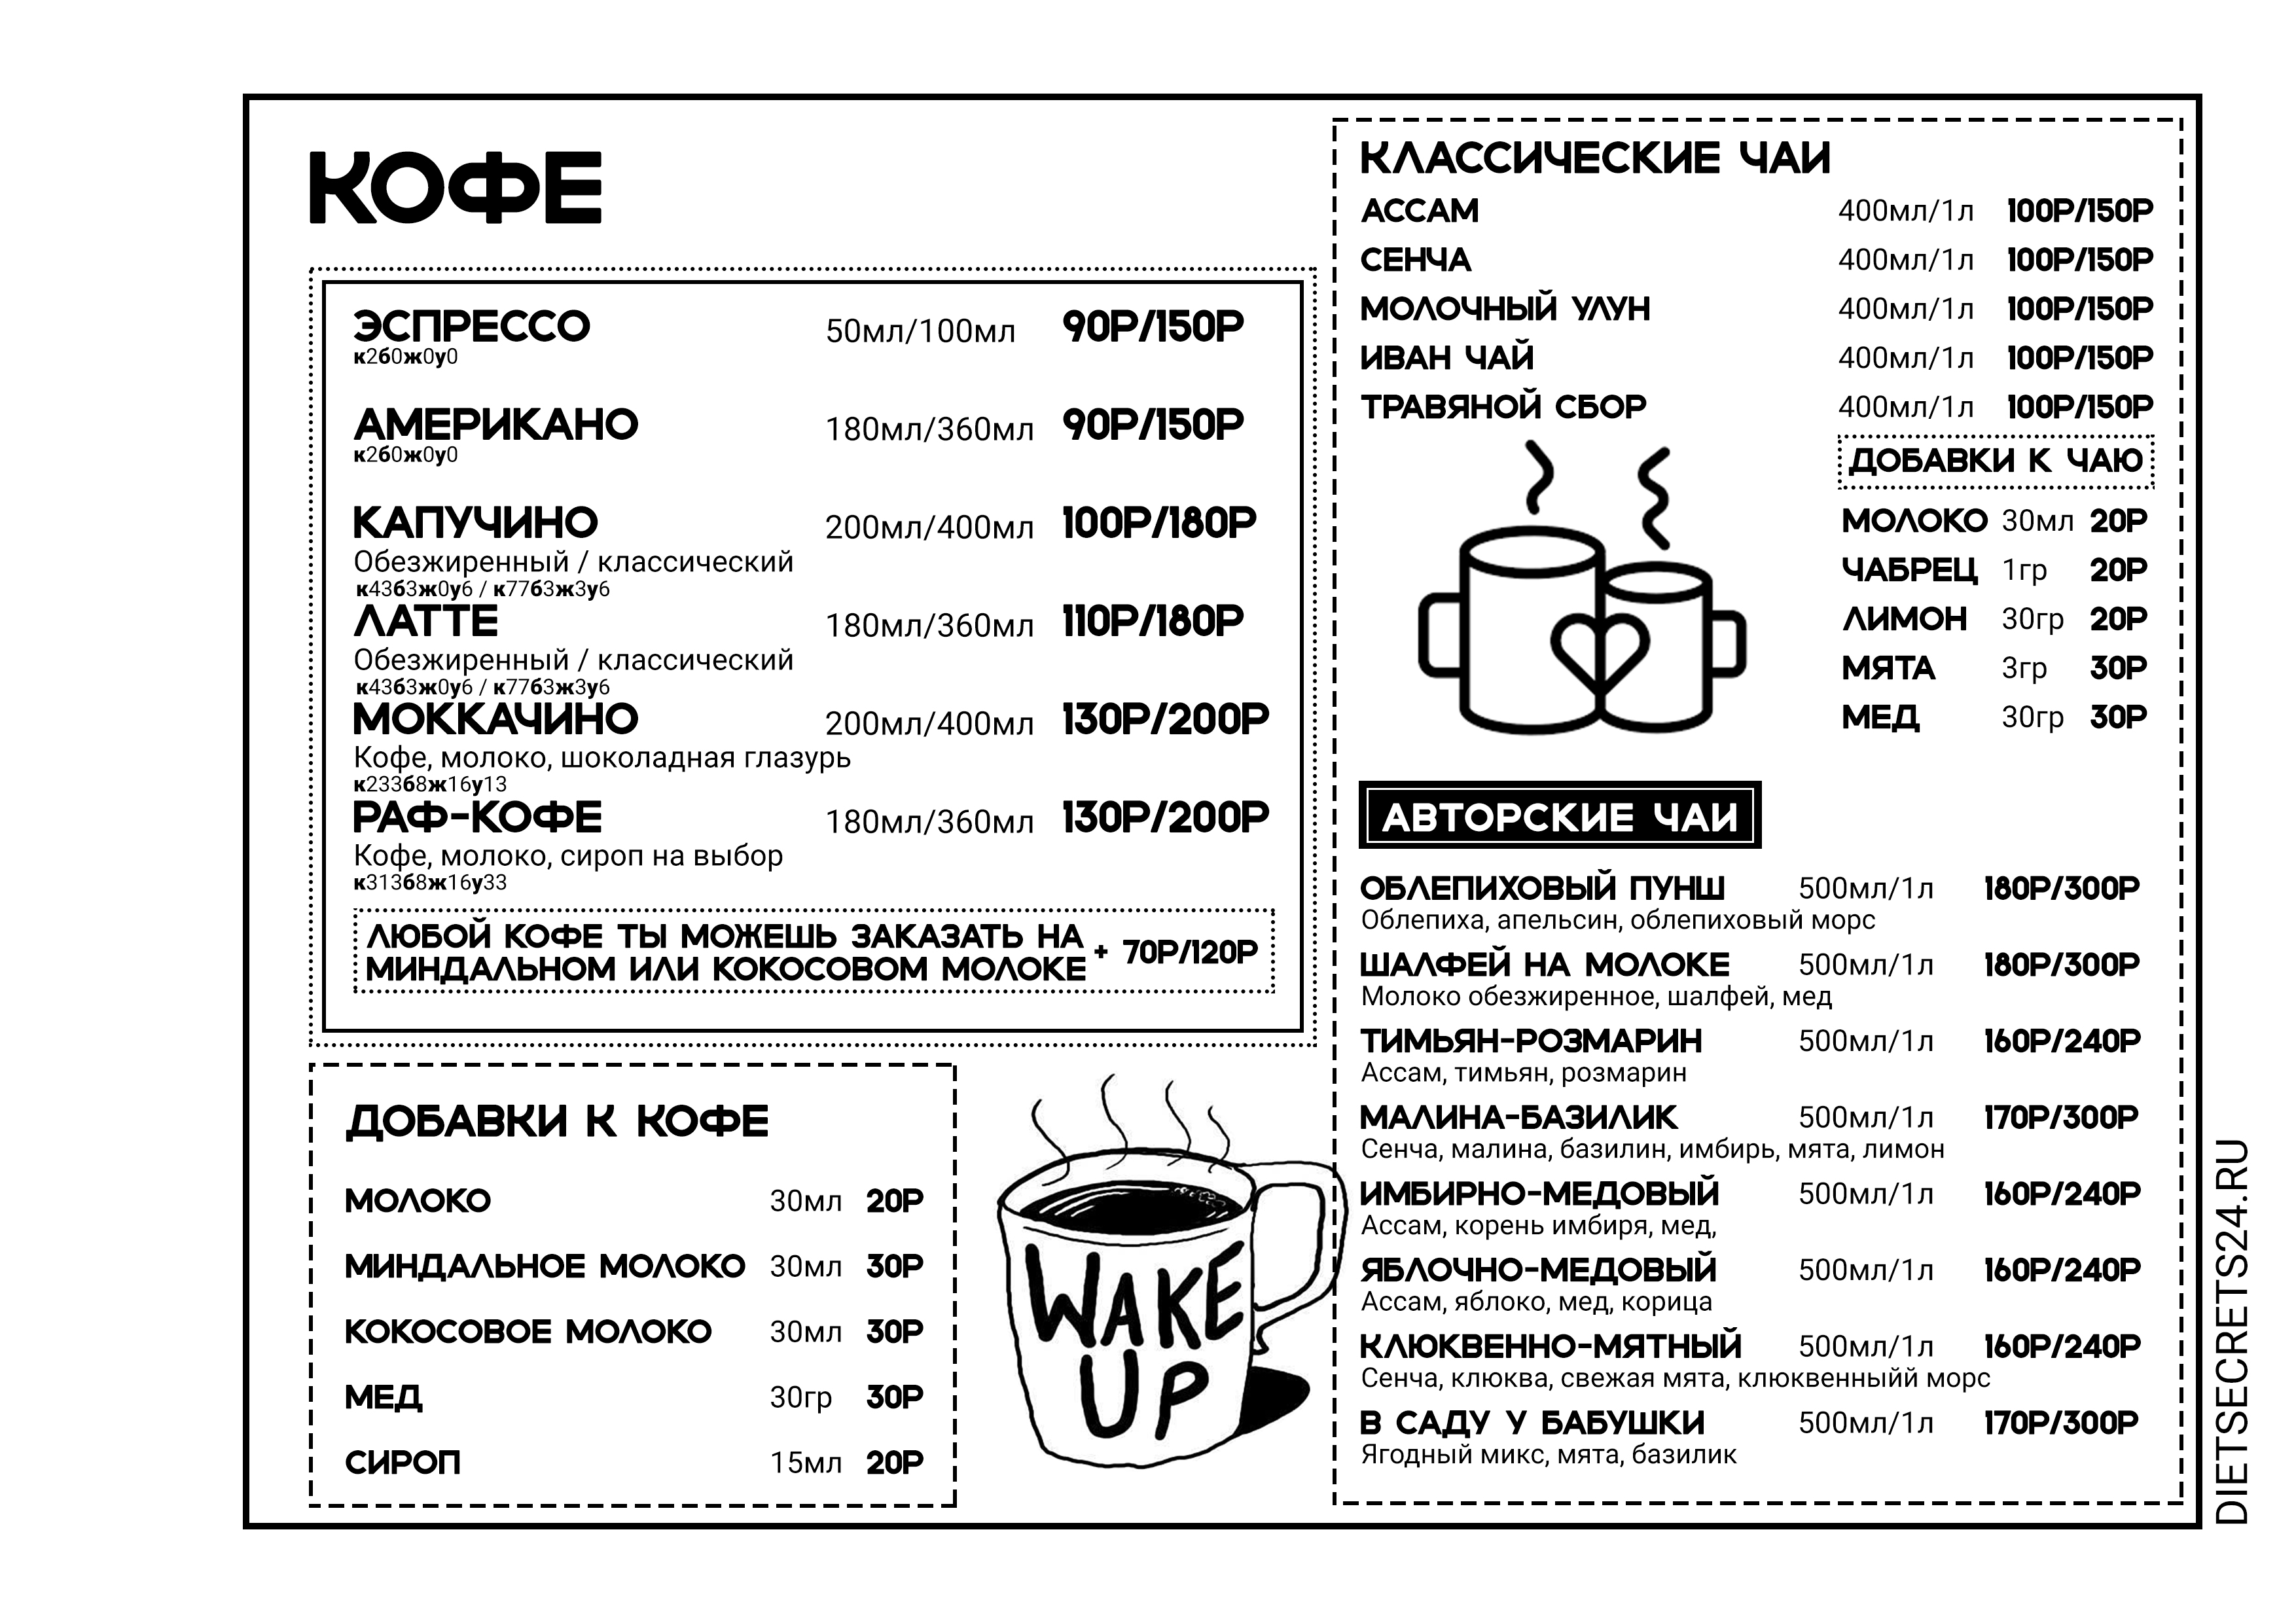 КОФЕ
ЭСПРЕССО 50мл/100мл 90Р/150Р
к2б0ж0у0
АМЕРИКАНО 180мл/360мл 90Р/150Р
к2б0ж0у0
КАПУЧИНО 200мл/400мл 100Р/180Р
Обезжиренный / классический
к43б3ж0у6 / к77б3ж3у6
ЛАТТЕ 180мл/360мл 110Р/180Р
Обезжиренный / классический
к43б3ж0у6 / к77б3ж3у6
МОККАЧИНО 200мл/400мл 130Р/200Р
Кофе, молоко, шоколадная глазурь
к233б8ж16у13
РАФ-КОФЕ 180мл/360мл 130Р/200Р
Кофе, молоко, сироп на выбор
к313б8ж16у33
ЛЮБОЙ КОФЕ ТЫ МОЖЕШЬ ЗАКАЗАТЬ НА
МИНДАЛЬНОМ ИЛИ КОКОСОВОМ МОЛОКЕ + 70Р/120Р
ДОБАВКИ К КОФЕ
МОЛОКО 30мл 20Р
МИНДАЛЬНОЕ МОЛОКО 30мл 30Р
КОКОСОВОЕ МОЛОКО 30мл 30Р
МЕД 30гр 30Р
СИРОП 15мл 20Р
WAKE
UP
КЛАССИЧЕСКИЕ ЧАИ
АССАМ 400мл/1л 100Р/150Р
СЕНЧА 400мл/1л 100Р/150Р
МОЛОЧНЫЙ УЛУН 400мл/1л 100Р/150Р
ИВАН ЧАЙ 400мл/1л 100Р/150Р
ТРАВЯНОЙ СБОР 400мл/1л 100Р/150Р
ДОБАВКИ К ЧАЮ
МОЛОКО 30мл 20Р
ЧАБРЕЦ 1гр 20Р
ЛИМОН 30гр 20Р
МЯТА 3гр 30Р
МЕД 30гр 30Р
АВТОРСКИЕ ЧАИ
ОБЛЕПИХОВЫЙ ПУНШ 500мл/1л 180Р/300Р
Облепиха, апельсин, облепиховый морс
ШАЛФЕЙ НА МОЛОКЕ 500мл/1л 180Р/300Р
Молоко обезжиренное, шалфей, мед
ТИМЬЯН-РОЗМАРИН 500мл/1л 160Р/240Р
Ассам, тимьян, розмарин
МАЛИНА-БАЗИЛИК 500мл/1л 170Р/300Р
Сенча, малина, базилин, имбирь, мята, лимон
ИМБИРНО-МЕДОВЫЙ 500мл/1л 160Р/240Р
Ассам, корень имбиря, мед,
ЯБЛОЧНО-МЕДОВЫЙ 500мл/1л 160Р/240Р
Ассам, яблоко, мед, корица
КЛЮКВЕННО-МЯТНЫЙ 500мл/1л 160Р/240Р
Сенча, клюква, свежая мята, клюквенныйй морс
В САДУ У БАБУШКИ 500мл/1л 170Р/300Р
Ягодный микс, мята, базилик
DIETSECRETS24.RU